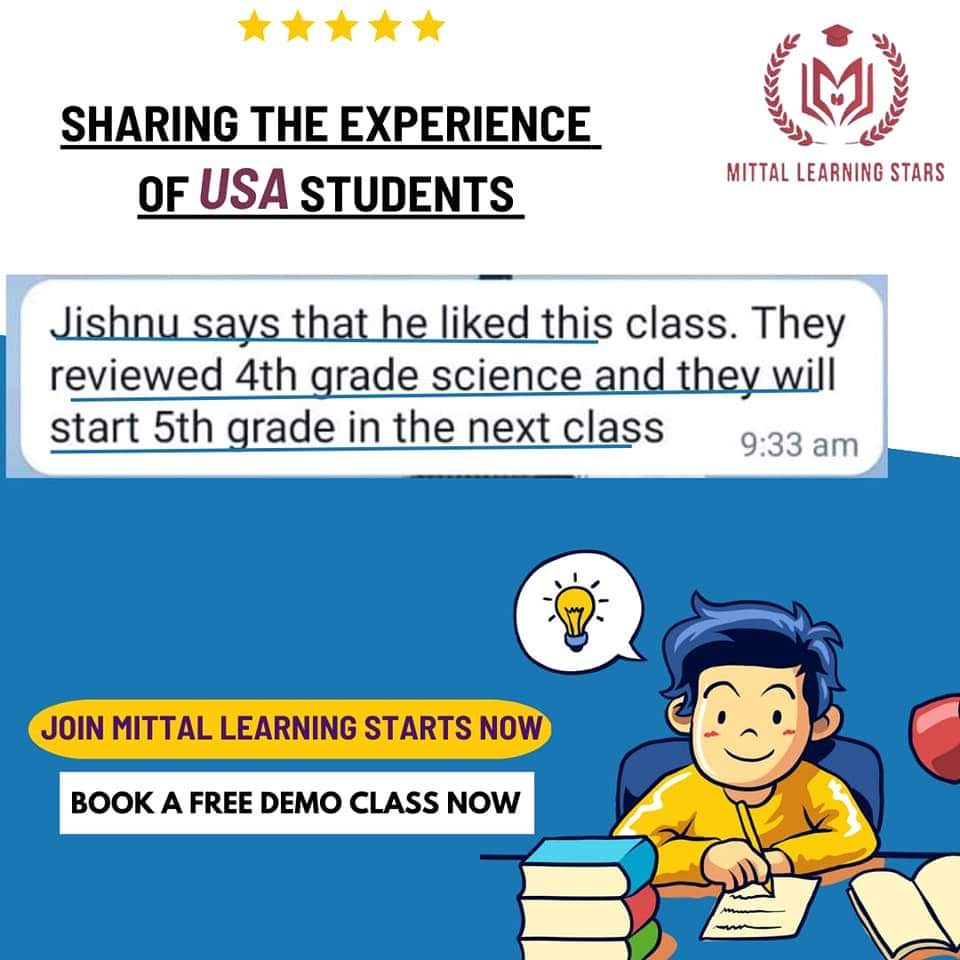 SHARING THE EXPERIENCE
OF USA STUDENTS
MITTAL LEARNING STARS
Jishnu says that he liked this class. They
reviewed 4th grade science and they will
start 5th grade in the next class
9:33 am
JOIN MITTAL LEARNING STARTS NOW
BOOK A FREE DEMO CLASS NOW